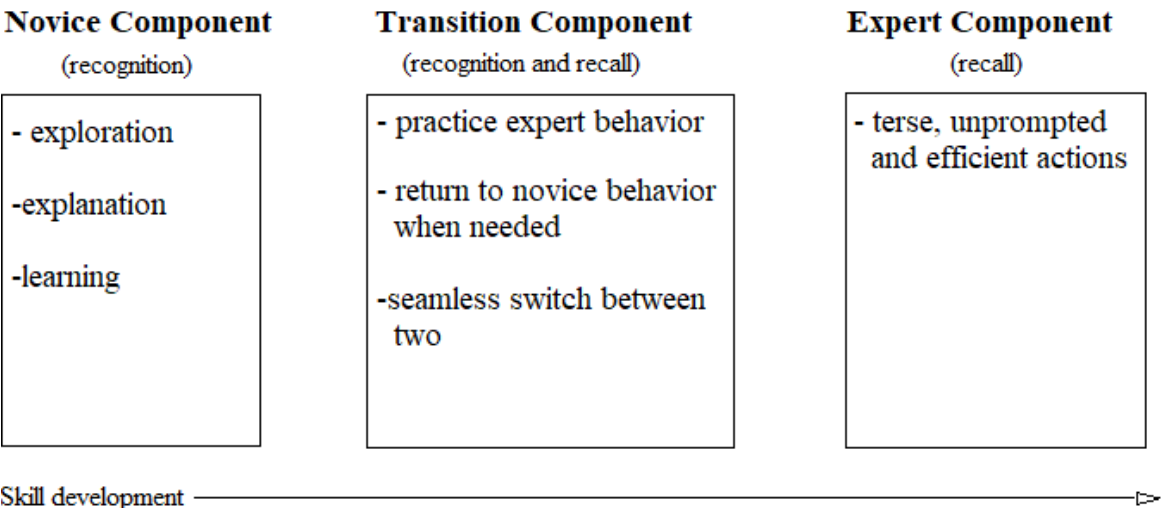 Novice Component
(recognition)
- exploration
-explanation
-learning
Transition Component
(recognition and recall)
- practice expert behavior
- return to novice behavior
when needed
-seamless switch between
two
Expert Component
(recall)
- terse, unprompted
and efficient actions
Skill development